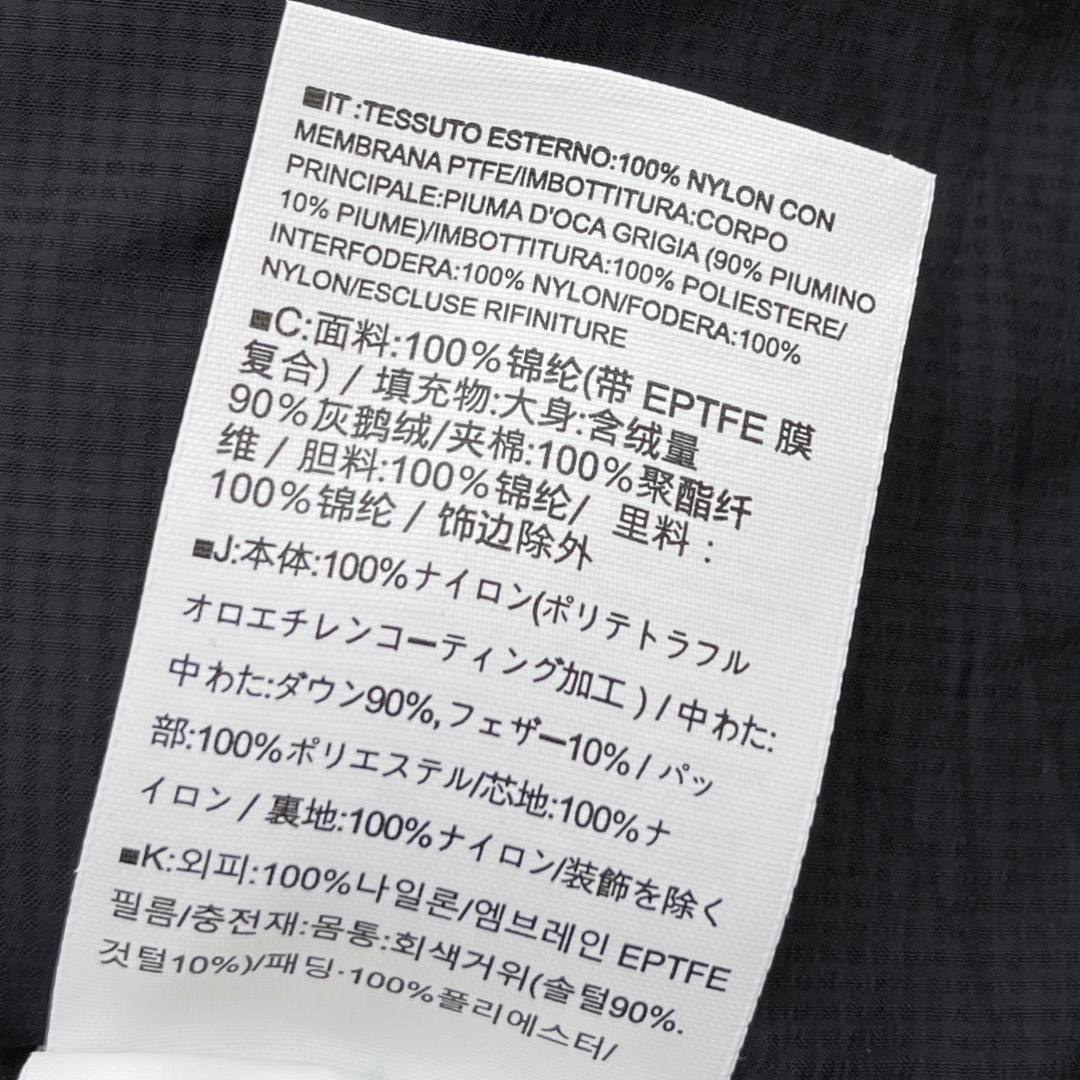 ■IT :TESSUTO ESTERNO:100% NYLON CON
MEMBRANA PTFE/IMBOTTITURA:CORPO
PRINCIPALE:PIUMA D'OCA GRIGIA (90% PIUMINO
10% PIUME)/IMBOTTITURA:100% POLIESTERE/
INTERFODERA:100% NYLON/FODERA:100%
NYLON/ESCLUSE RIFINITURE
■C:面料:100%锦纶(带 EPTFE 膜
复合) / 填充物:大身:含绒量
90%灰鹅绒/夹棉:100%聚酯纤
维 / 胆料:100%锦纶/ 里料 :
100%锦纶 / 饰边除外
■J:本体:100%ナイロン(ポリテトラフル
オロエチレンコーティング加工 ) / 中わた:
中わた:ダウン90%,フェザー10% / パッ
部:100%ポリエステル/芯地:100%ナ
イロン / 裏地:100%ナイロン/装飾を除く
■K:외피:100%나일론/엠브레인 EPTFE
필름/충전재:몸통:회색거위(솔털90%.
것털10%)/패딩·100%폴리에스터/